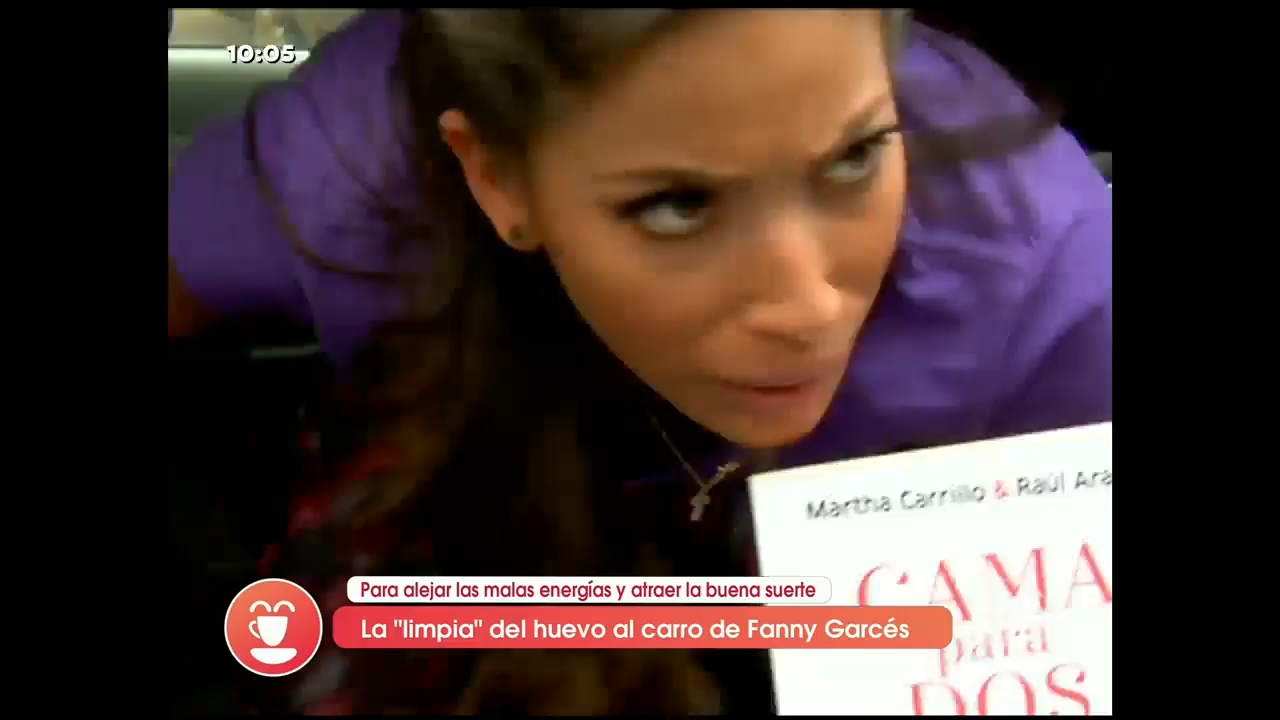 10:05
Martha Carrillo & Raúl Ara
CAMA
para
DOS
Para alejar las malas energías y atraer la buena suerte
La "limpia" del huevo al carro de Fanny Garcés